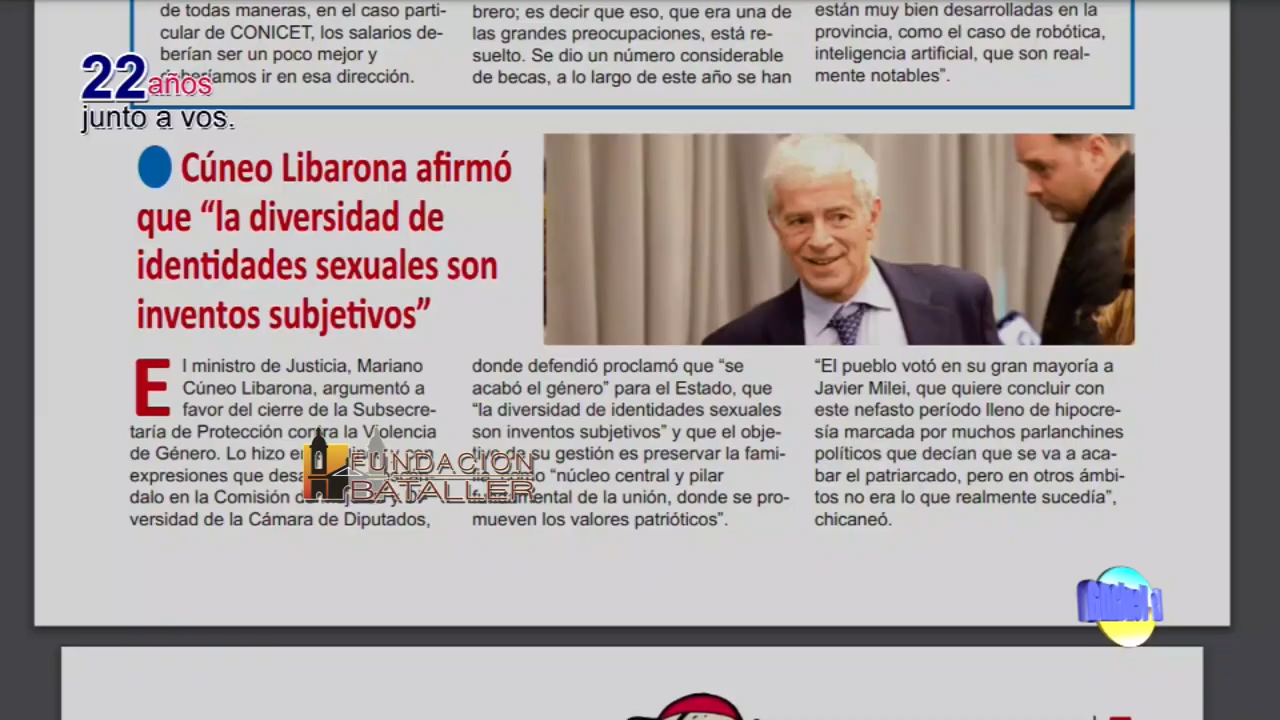 de todas maneras, en el caso parti-
cular de CONICET, los salarios de-
berían ser un poco mejor y
deberíamos ir en esa dirección.
brero; es decir que eso, que era una de
las grandes preocupaciones, está re-
suelto. Se dio un número considerable
de becas, a lo largo de este año se han
están muy bien desarrolladas en la
provincia, como el caso de robótica,
inteligencia artificial, que son real-
mente notables”.
22 años
junto a vos.
Cúneo Libarona afirmó
que “la diversidad de
identidades sexuales son
inventos subjetivos”
El ministro de Justicia, Mariano
Cúneo Libarona, argumentó a
favor del cierre de la Subsecre-
taría de Protección contra la Violencia
de Género. Lo hizo
expresiones que
dalo en la Comisión
versidad de la Cámara de Diputados,
donde defendió proclamó que “se
acabó el género” para el Estado, que
“la diversidad de identidades sexuales
son inventos subjetivos” y que el obje-
su gestión es preservar la fami-
“núcleo central y pilar
de la unión, donde se pro-
mueven los valores patrióticos”.
“El pueblo votó en su gran mayoría a
Javier Milei, que quiere concluir con
este nefasto período lleno de hipocre-
sía marcada por muchos parlanchines
políticos que decían que se va a aca-
bar el patriarcado, pero en otros ámbi-
tos no era lo que realmente sucedía”,
chicaneó.
FUNDACION
BATALLER